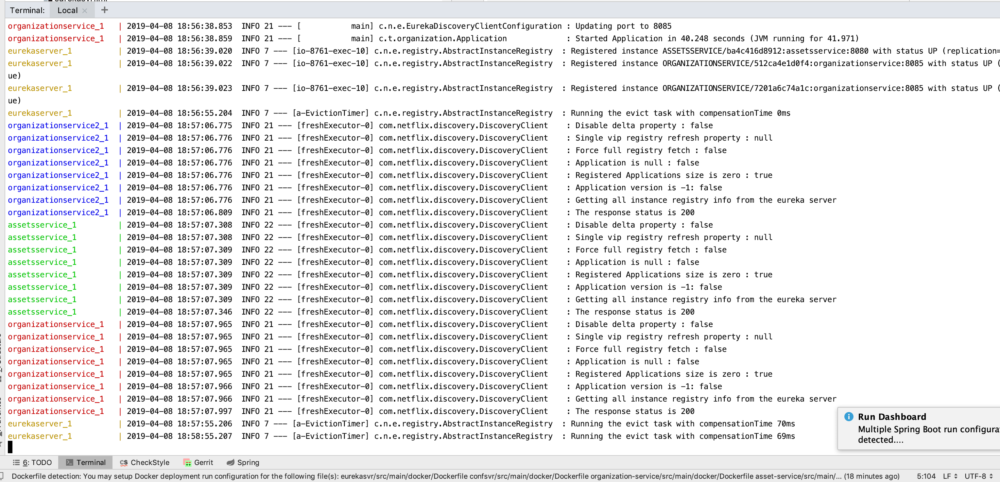 Terminal: Local × +
organizationservice_1 | 2019-04-08 18:56:38.853 INFO 21 --- [ main] c.n.e.EurekaDiscoveryClientConfiguration : Updating port to 8085
organizationservice_1 | 2019-04-08 18:56:38.859 INFO 21 --- [ main] c.t.organization.Application : Started Application in 40.248 seconds (JVM running for 41.971)
eurekaserver_1 | 2019-04-08 18:56:39.020 INFO 7 --- [io-8761-exec-10] c.n.e.registry.AbstractInstanceRegistry : Registered instance ASSETSSERVICE/ba4c416d8912:assetsservice:8080 with status UP (replication=
eurekaserver_1 | 2019-04-08 18:56:39.022 INFO 7 --- [io-8761-exec-10] c.n.e.registry.AbstractInstanceRegistry : Registered instance ORGANIZATIONSERVICE/512ca4e1d0f4:organizationservice:8085 with status UP (
ue)
eurekaserver_1 | 2019-04-08 18:56:39.023 INFO 7 --- [io-8761-exec-10] c.n.e.registry.AbstractInstanceRegistry : Registered instance ORGANIZATIONSERVICE/7201a6c74a1c:organizationservice:8085 with status UP (
ue)
eurekaserver_1 | 2019-04-08 18:56:55.204 INFO 7 --- [a-EvictionTimer] c.n.e.registry.AbstractInstanceRegistry : Running the evict task with compensationTime 0ms
organizationservice2_1 | 2019-04-08 18:57:06.775 INFO 21 --- [freshExecutor-0] com.netflix.discovery.DiscoveryClient : Disable delta property : false
organizationservice2_1 | 2019-04-08 18:57:06.776 INFO 21 --- [freshExecutor-0] com.netflix.discovery.DiscoveryClient : Single vip registry refresh property : null
organizationservice2_1 | 2019-04-08 18:57:06.776 INFO 21 --- [freshExecutor-0] com.netflix.discovery.DiscoveryClient : Force full registry fetch : false
organizationservice2_1 | 2019-04-08 18:57:06.776 INFO 21 --- [freshExecutor-0] com.netflix.discovery.DiscoveryClient : Application is null : false
organizationservice2_1 | 2019-04-08 18:57:06.776 INFO 21 --- [freshExecutor-0] com.netflix.discovery.DiscoveryClient : Registered Applications size is zero : true
organizationservice2_1 | 2019-04-08 18:57:06.776 INFO 21 --- [freshExecutor-0] com.netflix.discovery.DiscoveryClient : Application version is -1: false
organizationservice2_1 | 2019-04-08 18:57:06.776 INFO 21 --- [freshExecutor-0] com.netflix.discovery.DiscoveryClient : Getting all instance registry info from the eureka server
organizationservice2_1 | 2019-04-08 18:57:06.809 INFO 21 --- [freshExecutor-0] com.netflix.discovery.DiscoveryClient : The response status is 200
assetsservice_1 | 2019-04-08 18:57:07.308 INFO 22 --- [freshExecutor-0] com.netflix.discovery.DiscoveryClient : Disable delta property : false
assetsservice_1 | 2019-04-08 18:57:07.308 INFO 22 --- [freshExecutor-0] com.netflix.discovery.DiscoveryClient : Single vip registry refresh property : null
assetsservice_1 | 2019-04-08 18:57:07.309 INFO 22 --- [freshExecutor-0] com.netflix.discovery.DiscoveryClient : Force full registry fetch : false
assetsservice_1 | 2019-04-08 18:57:07.309 INFO 22 --- [freshExecutor-0] com.netflix.discovery.DiscoveryClient : Application is null : false
assetsservice_1 | 2019-04-08 18:57:07.309 INFO 22 --- [freshExecutor-0] com.netflix.discovery.DiscoveryClient : Registered Applications size is zero : true
assetsservice_1 | 2019-04-08 18:57:07.309 INFO 22 --- [freshExecutor-0] com.netflix.discovery.DiscoveryClient : Application version is -1: false
assetsservice_1 | 2019-04-08 18:57:07.309 INFO 22 --- [freshExecutor-0] com.netflix.discovery.DiscoveryClient : Getting all instance registry info from the eureka server
assetsservice_1 | 2019-04-08 18:57:07.346 INFO 22 --- [freshExecutor-0] com.netflix.discovery.DiscoveryClient : The response status is 200
organizationservice_1 | 2019-04-08 18:57:07.965 INFO 21 --- [freshExecutor-0] com.netflix.discovery.DiscoveryClient : Disable delta property : false
organizationservice_1 | 2019-04-08 18:57:07.965 INFO 21 --- [freshExecutor-0] com.netflix.discovery.DiscoveryClient : Single vip registry refresh property : null
organizationservice_1 | 2019-04-08 18:57:07.965 INFO 21 --- [freshExecutor-0] com.netflix.discovery.DiscoveryClient : Force full registry fetch : false
organizationservice_1 | 2019-04-08 18:57:07.965 INFO 21 --- [freshExecutor-0] com.netflix.discovery.DiscoveryClient : Application is null : false
organizationservice_1 | 2019-04-08 18:57:07.965 INFO 21 --- [freshExecutor-0] com.netflix.discovery.DiscoveryClient : Registered Applications size is zero : true
organizationservice_1 | 2019-04-08 18:57:07.966 INFO 21 --- [freshExecutor-0] com.netflix.discovery.DiscoveryClient : Application version is -1: false
organizationservice_1 | 2019-04-08 18:57:07.966 INFO 21 --- [freshExecutor-0] com.netflix.discovery.DiscoveryClient : Getting all instance registry info from the eureka server
organizationservice_1 | 2019-04-08 18:57:07.997 INFO 21 --- [freshExecutor-0] com.netflix.discovery.DiscoveryClient : The response status is 200
eurekaserver_1 | 2019-04-08 18:57:55.206 INFO 7 --- [a-EvictionTimer] c.n.e.registry.AbstractInstanceRegistry : Running the evict task with compensationTime 70ms
eurekaserver_1 | 2019-04-08 18:58:55.207 INFO 7 --- [a-EvictionTimer] c.n.e.registry.AbstractInstanceRegistry : Running the evict task with compensationTime 69ms
Run Dashboard
Multiple Spring Boot run configura
detected....
6: TODO Terminal CheckStyle Gerrit Spring
Dockerfile detection: You may setup Docker deployment run configuration for the following file(s): eurekasvr/src/main/docker/Dockerfile confsvr/src/main/docker/Dockerfile organization-service/src/main/docker/Dockerfile asset-service/src/main/... (18 minutes ago) 5:104 LF UTF-8